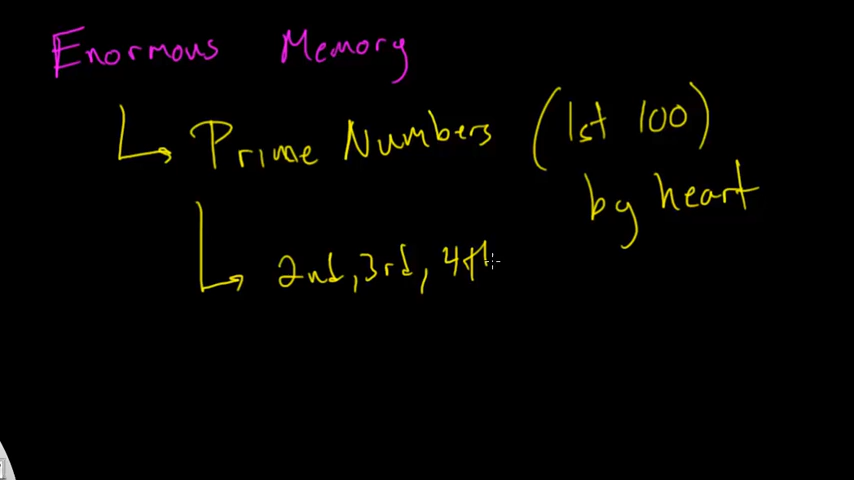 Enormous Memory
Prime Numbers (1st 100)
by heart
2nd, 3rd, 4th